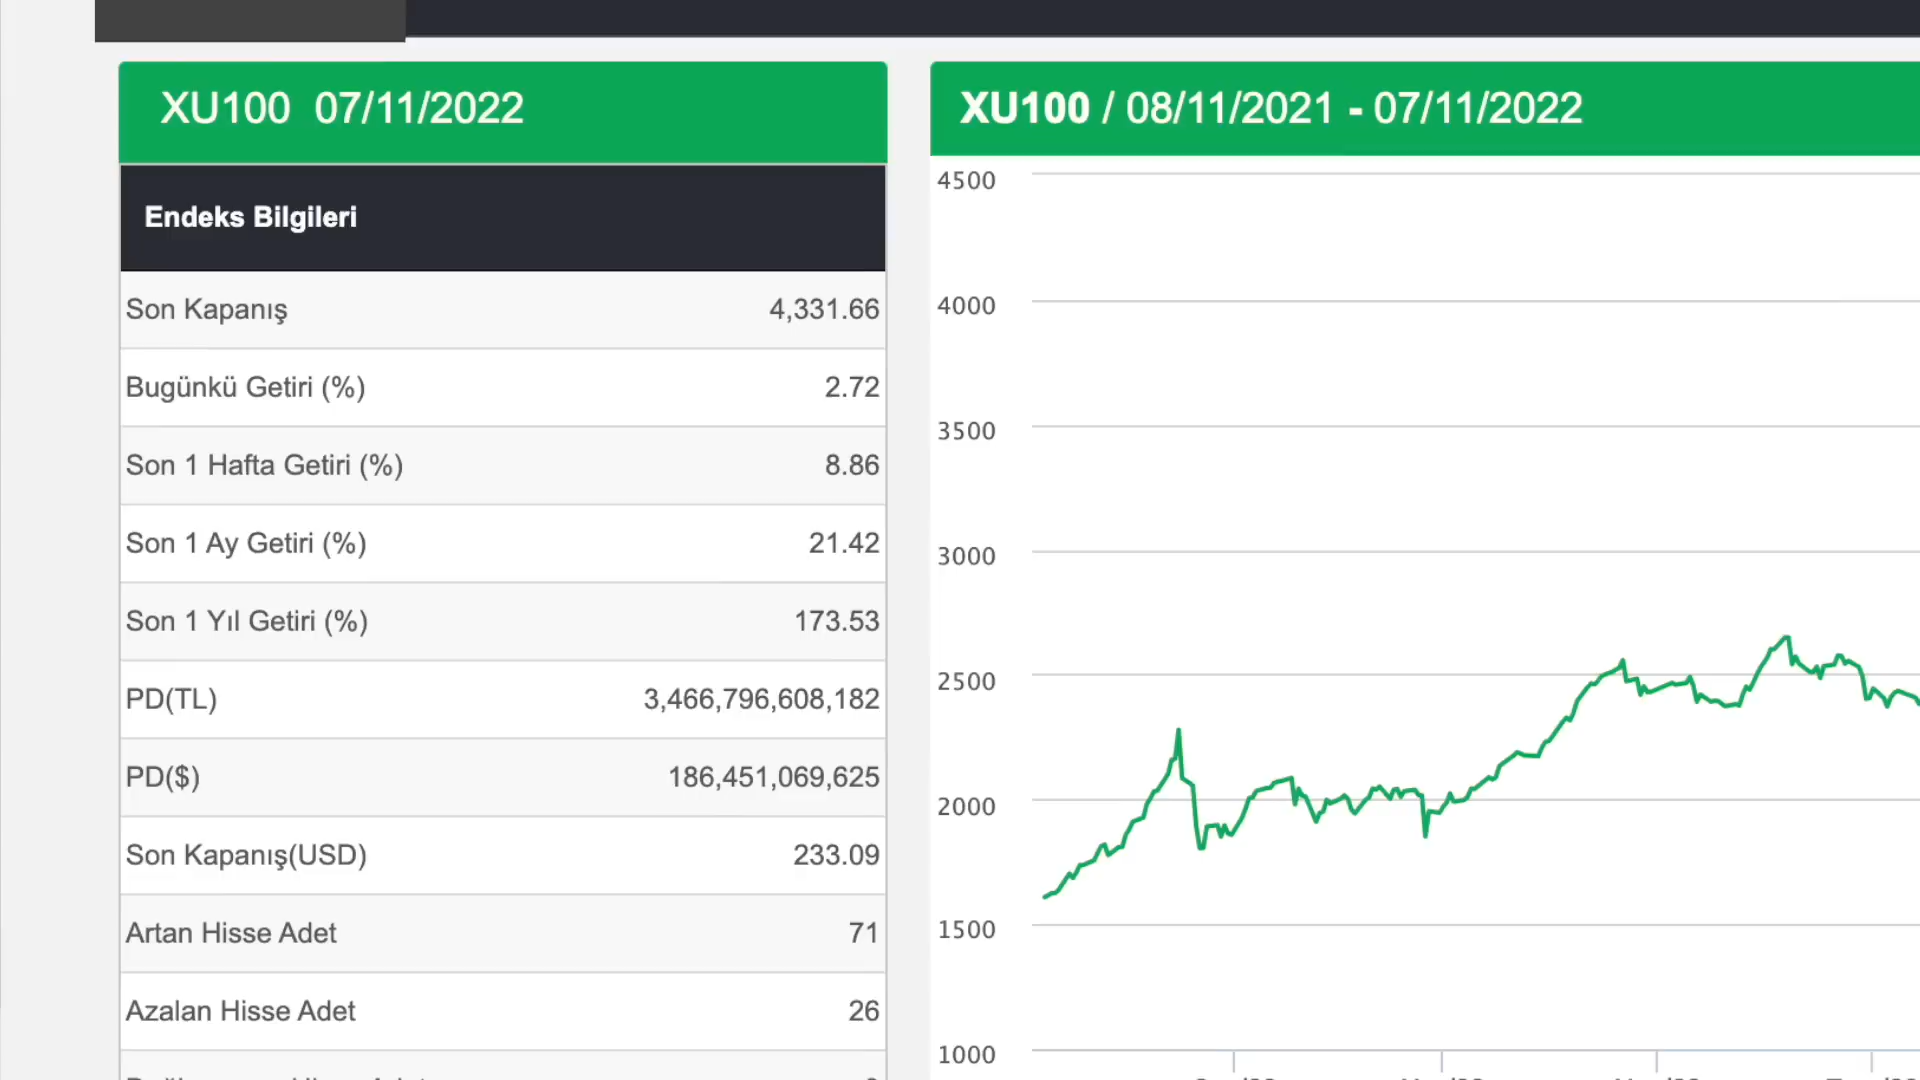 XU100 07/11/2022
Endeks Bilgileri
Son Kapanış 4,331.66
Bugünkü Getiri (%) 2.72
Son 1 Hafta Getiri (%) 8.86
Son 1 Ay Getiri (%) 21.42
Son 1 Yıl Getiri (%) 173.53
PD(TL) 3,466,796,608,182
PD($) 186,451,069,625
Son Kapanış(USD) 233.09
Artan Hisse Adet 71
Azalan Hisse Adet 26
XU100 / 08/11/2021 - 07/11/2022
4500
4000
3500
3000
2500
2000
1500
1000